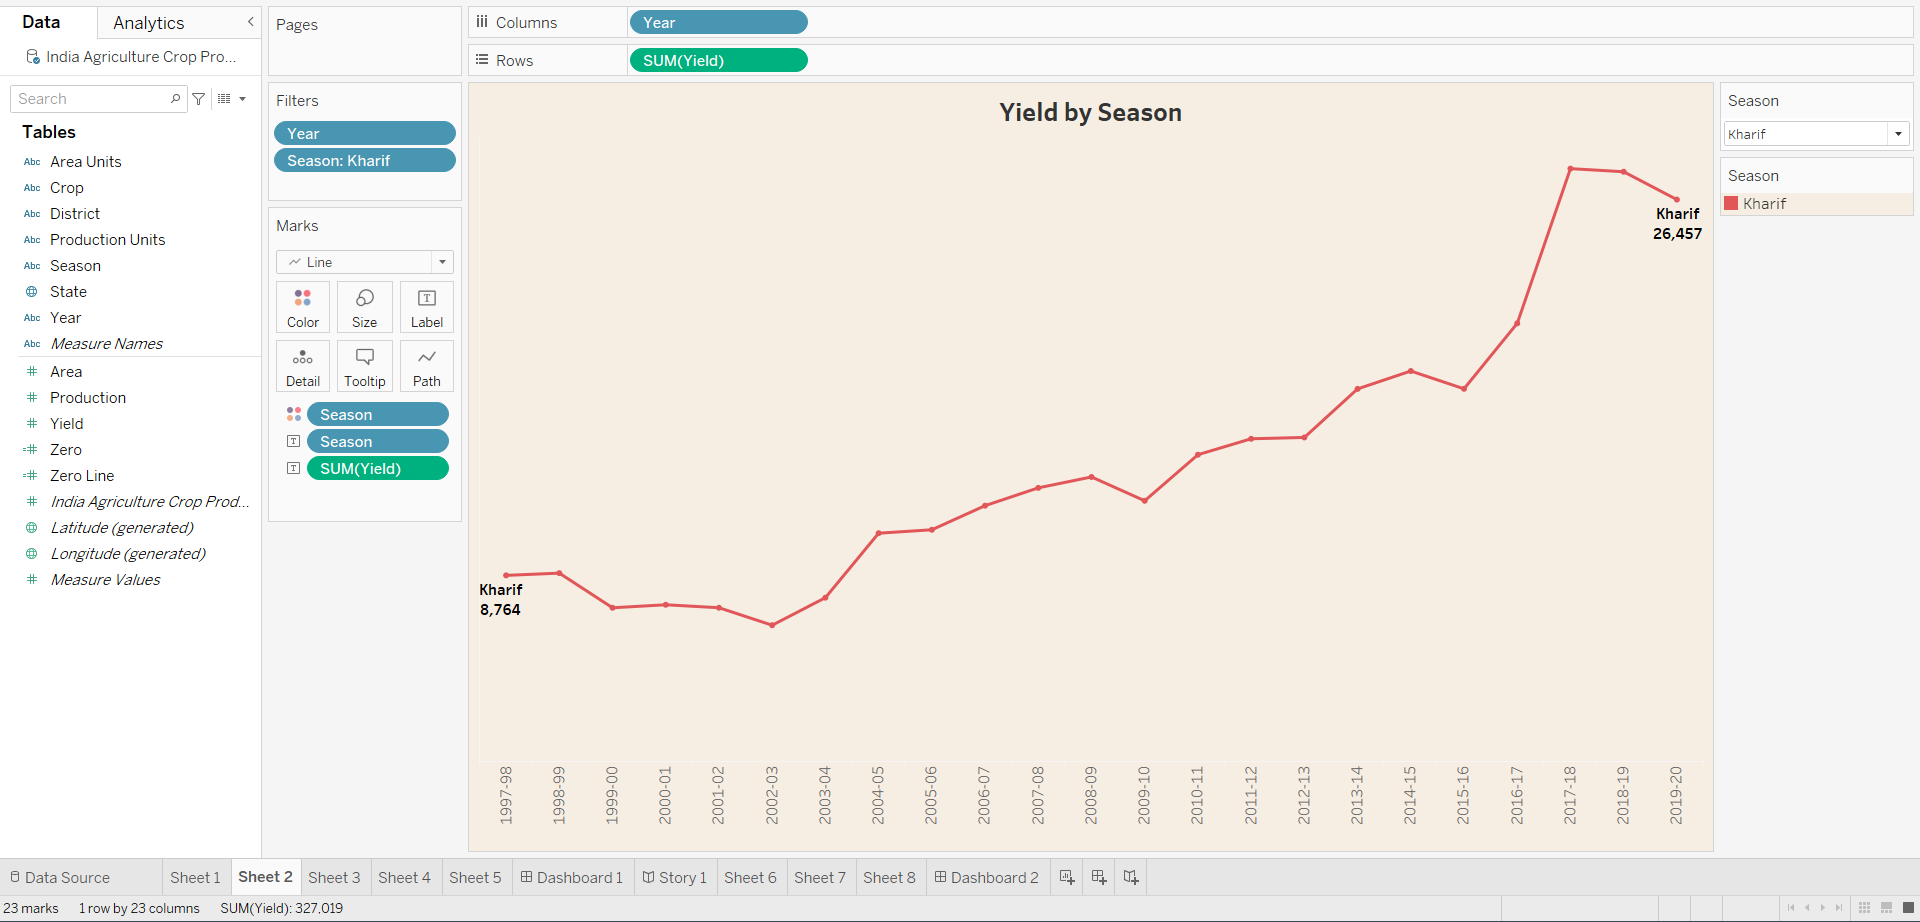 Data
Analytics
India Agriculture Crop Pro...
Search
Tables
Abc Area Units
Abc Crop
Abc District
Abc Production Units
Abc Season
State
Abc Year
Abc Measure Names
Area
Production
Yield
Zero
Zero Line
India Agriculture Crop Prod...
Latitude (generated)
Longitude (generated)
Measure Values
Pages
Filters
Year
Season: Kharif
Marks
Line
Color
Size
Label
Detail
Tooltip
Path
Season
Season
SUM(Yield)
Columns
Year
Rows
SUM(Yield)
Yield by Season
Kharif
8,764
Kharif
26,457
1997-98
1998-99
1999-00
2000-01
2001-02
2002-03
2003-04
2004-05
2005-06
2006-07
2007-08
2008-09
2009-10
2010-11
2011-12
2012-13
2013-14
2014-15
2015-16
2016-17
2017-18
2018-19
2019-20
Season
Kharif
Season
Kharif
Data Source
Sheet 1
Sheet 2
Sheet 3
Sheet 4
Sheet 5
Dashboard 1
Story 1
Sheet 6
Sheet 7
Sheet 8
Dashboard 2
23 marks
1 row by 23 columns
SUM(Yield): 327,019